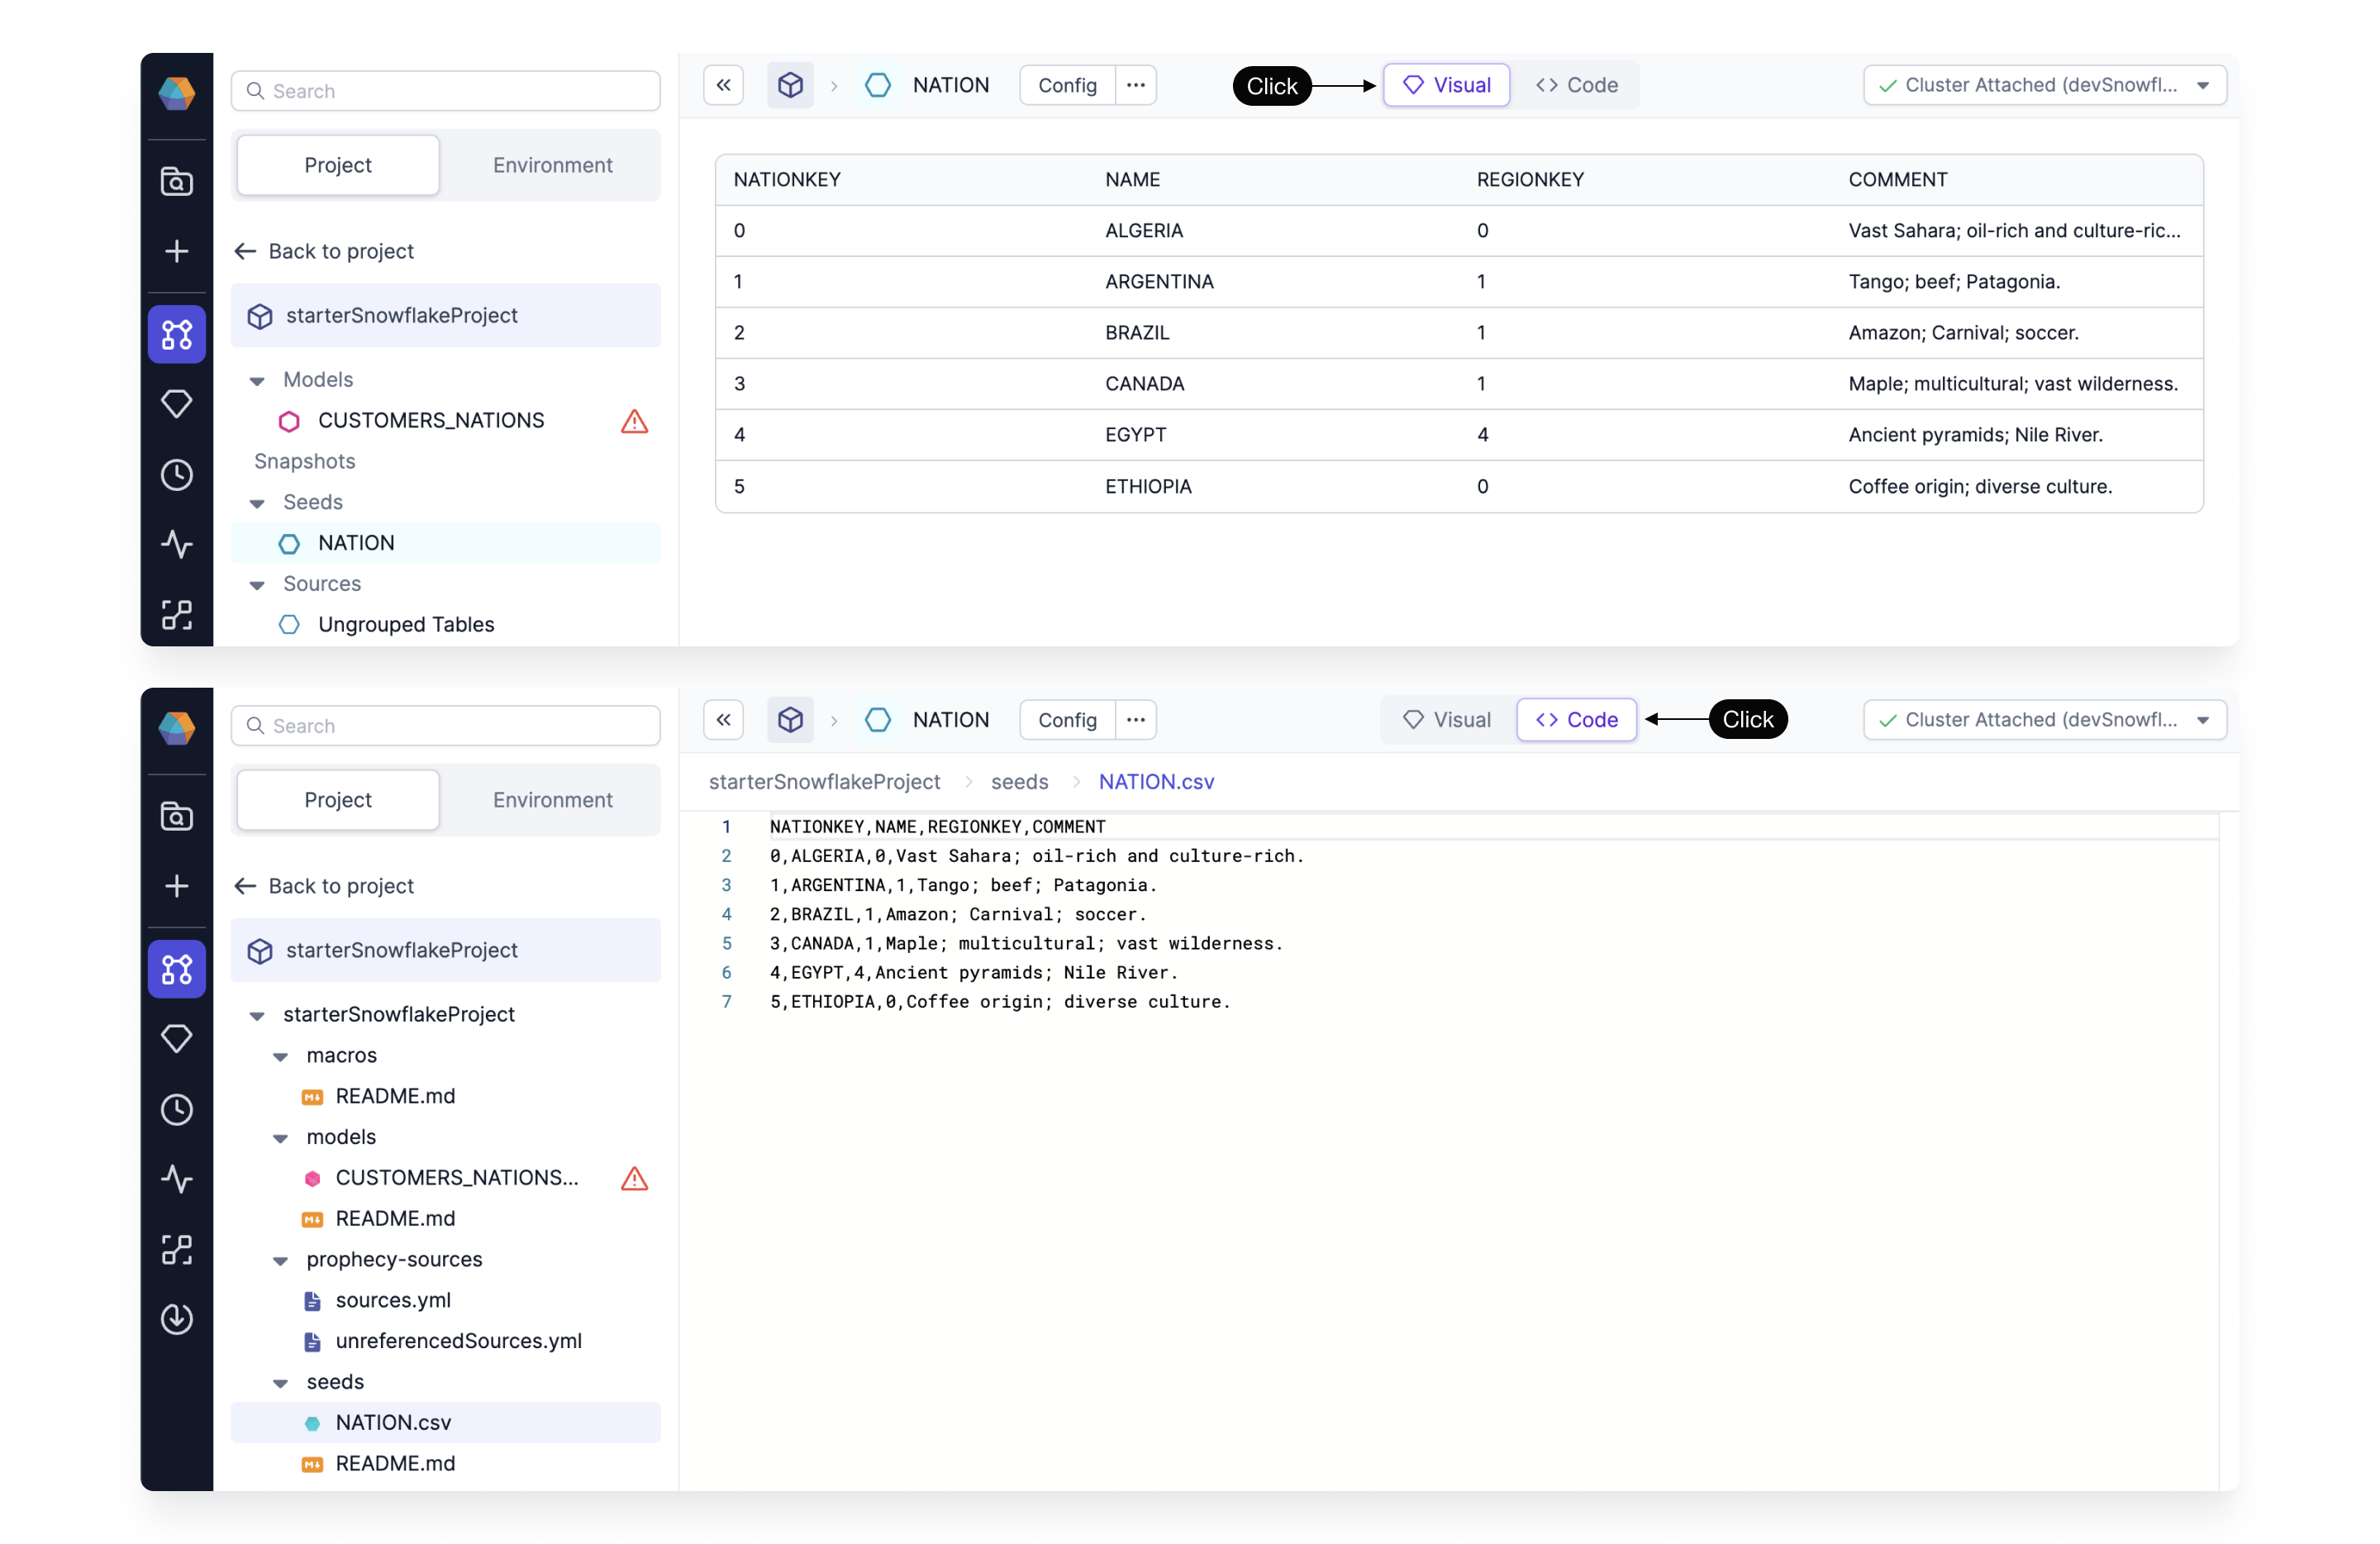 Search
Project Environment
Back to project
starterSnowflakeProject
Models
CUSTOMERS_NATIONS
Snapshots
Seeds
NATION
Sources
Ungrouped Tables
NATION Config ... Click Visual <> Code Cluster Attached (devSnowfl...
NATIONKEY NAME REGIONKEY COMMENT
0 ALGERIA 0 Vast Sahara; oil-rich and culture-ric...
1 ARGENTINA 1 Tango; beef; Patagonia.
2 BRAZIL 1 Amazon; Carnival; soccer.
3 CANADA 1 Maple; multicultural; vast wilderness.
4 EGYPT 4 Ancient pyramids; Nile River.
5 ETHIOPIA 0 Coffee origin; diverse culture.
Search
Project Environment
Back to project
starterSnowflakeProject
starterSnowflakeProject
macros
README.md
models
CUSTOMERS_NATIONS...
README.md
prophecy-sources
sources.yml
unreferencedSources.yml
seeds
NATION.csv
README.md
NATION Config ... Visual <> Code Click Cluster Attached (devSnowfl...
starterSnowflakeProject > seeds > NATION.csv
1 NATIONKEY,NAME,REGIONKEY,COMMENT
2 0,ALGERIA,0,Vast Sahara; oil-rich and culture-rich.
3 1,ARGENTINA,1,Tango; beef; Patagonia.
4 2,BRAZIL,1,Amazon; Carnival; soccer.
5 3,CANADA,1,Maple; multicultural; vast wilderness.
6 4,EGYPT,4,Ancient pyramids; Nile River.
7 5,ETHIOPIA,0,Coffee origin; diverse culture.